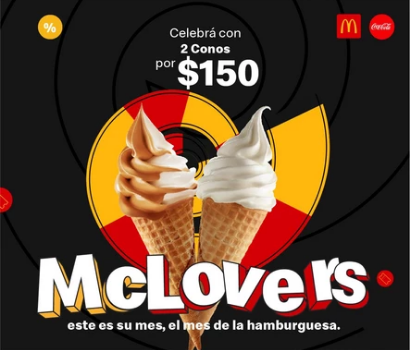 %
Celebrá con
2 Conos
por $150
M
Coca-Cola
McLovers
este es su mes, el mes de la hamburguesa.